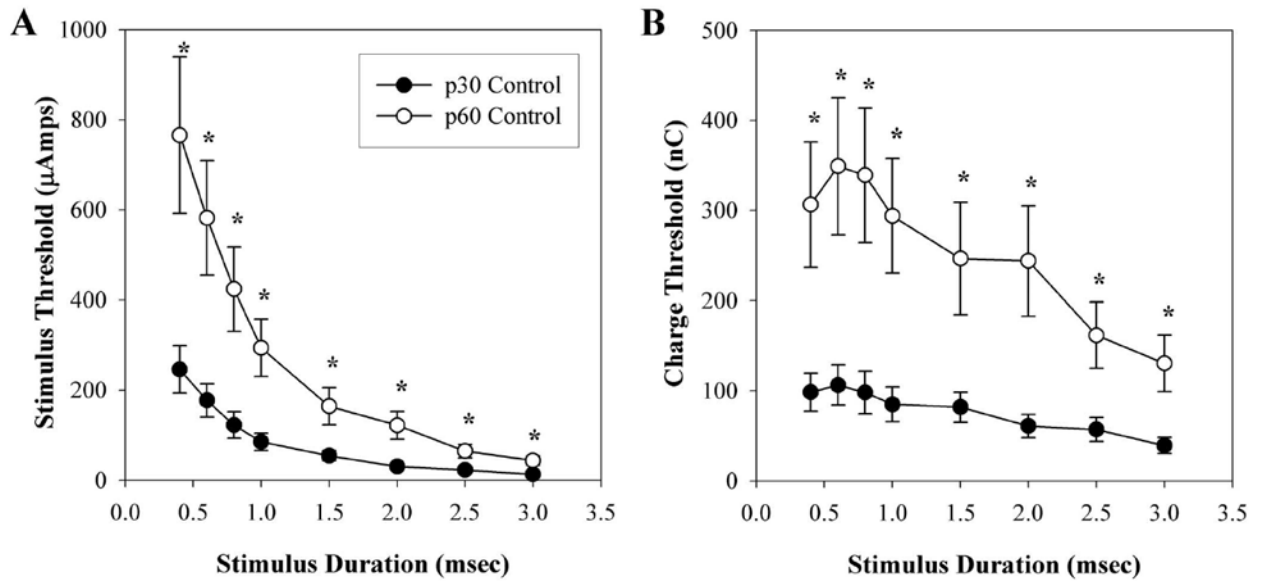 A
Stimulus Threshold (µAmps)
1000
800
600
400
200
0
* * * * * * * *
p30 Control
p60 Control
0.0 0.5 1.0 1.5 2.0 2.5 3.0 3.5
Stimulus Duration (msec)
B
Charge Threshold (nC)
500
400
300
200
100
0
* * * * * * * *
0.0 0.5 1.0 1.5 2.0 2.5 3.0 3.5
Stimulus Duration (msec)